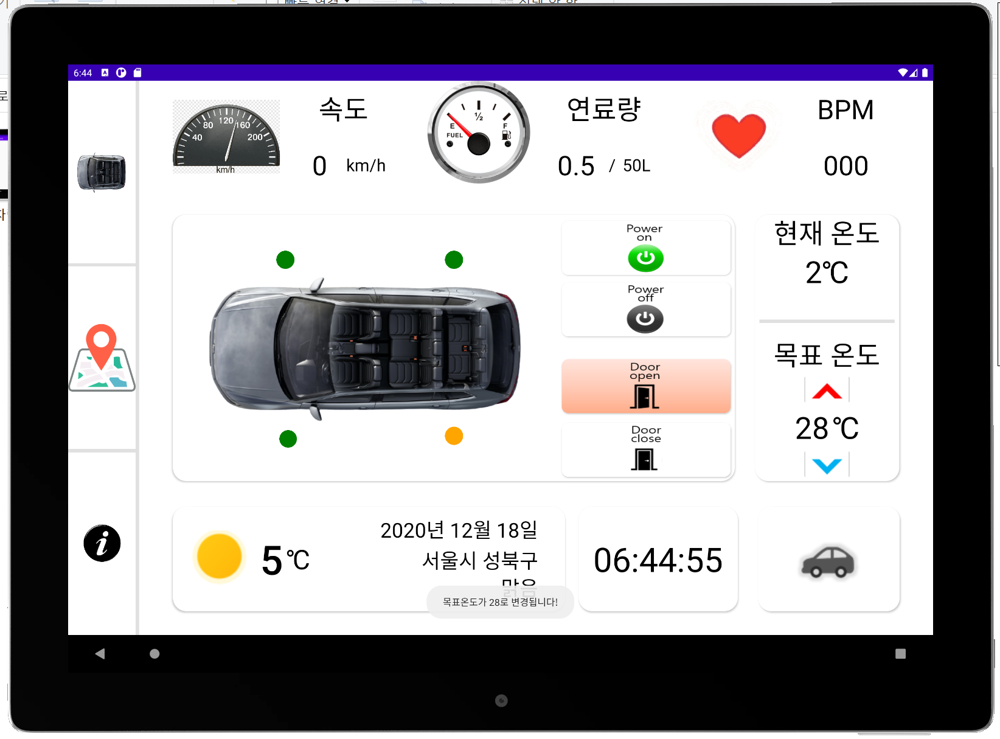 6:44
속도
0 km/h
40 80 120 160 200
km/h
1/2
E F
FUEL
연료량
0.5 / 50L
BPM
000
Power
on
Power
off
Door
open
Door
close
현재 온도
2℃
목표 온도
28℃
5℃
2020년 12월 18일
서울시 성북구
맑음
06:44:55
목표온도가 28로 변경됩니다!